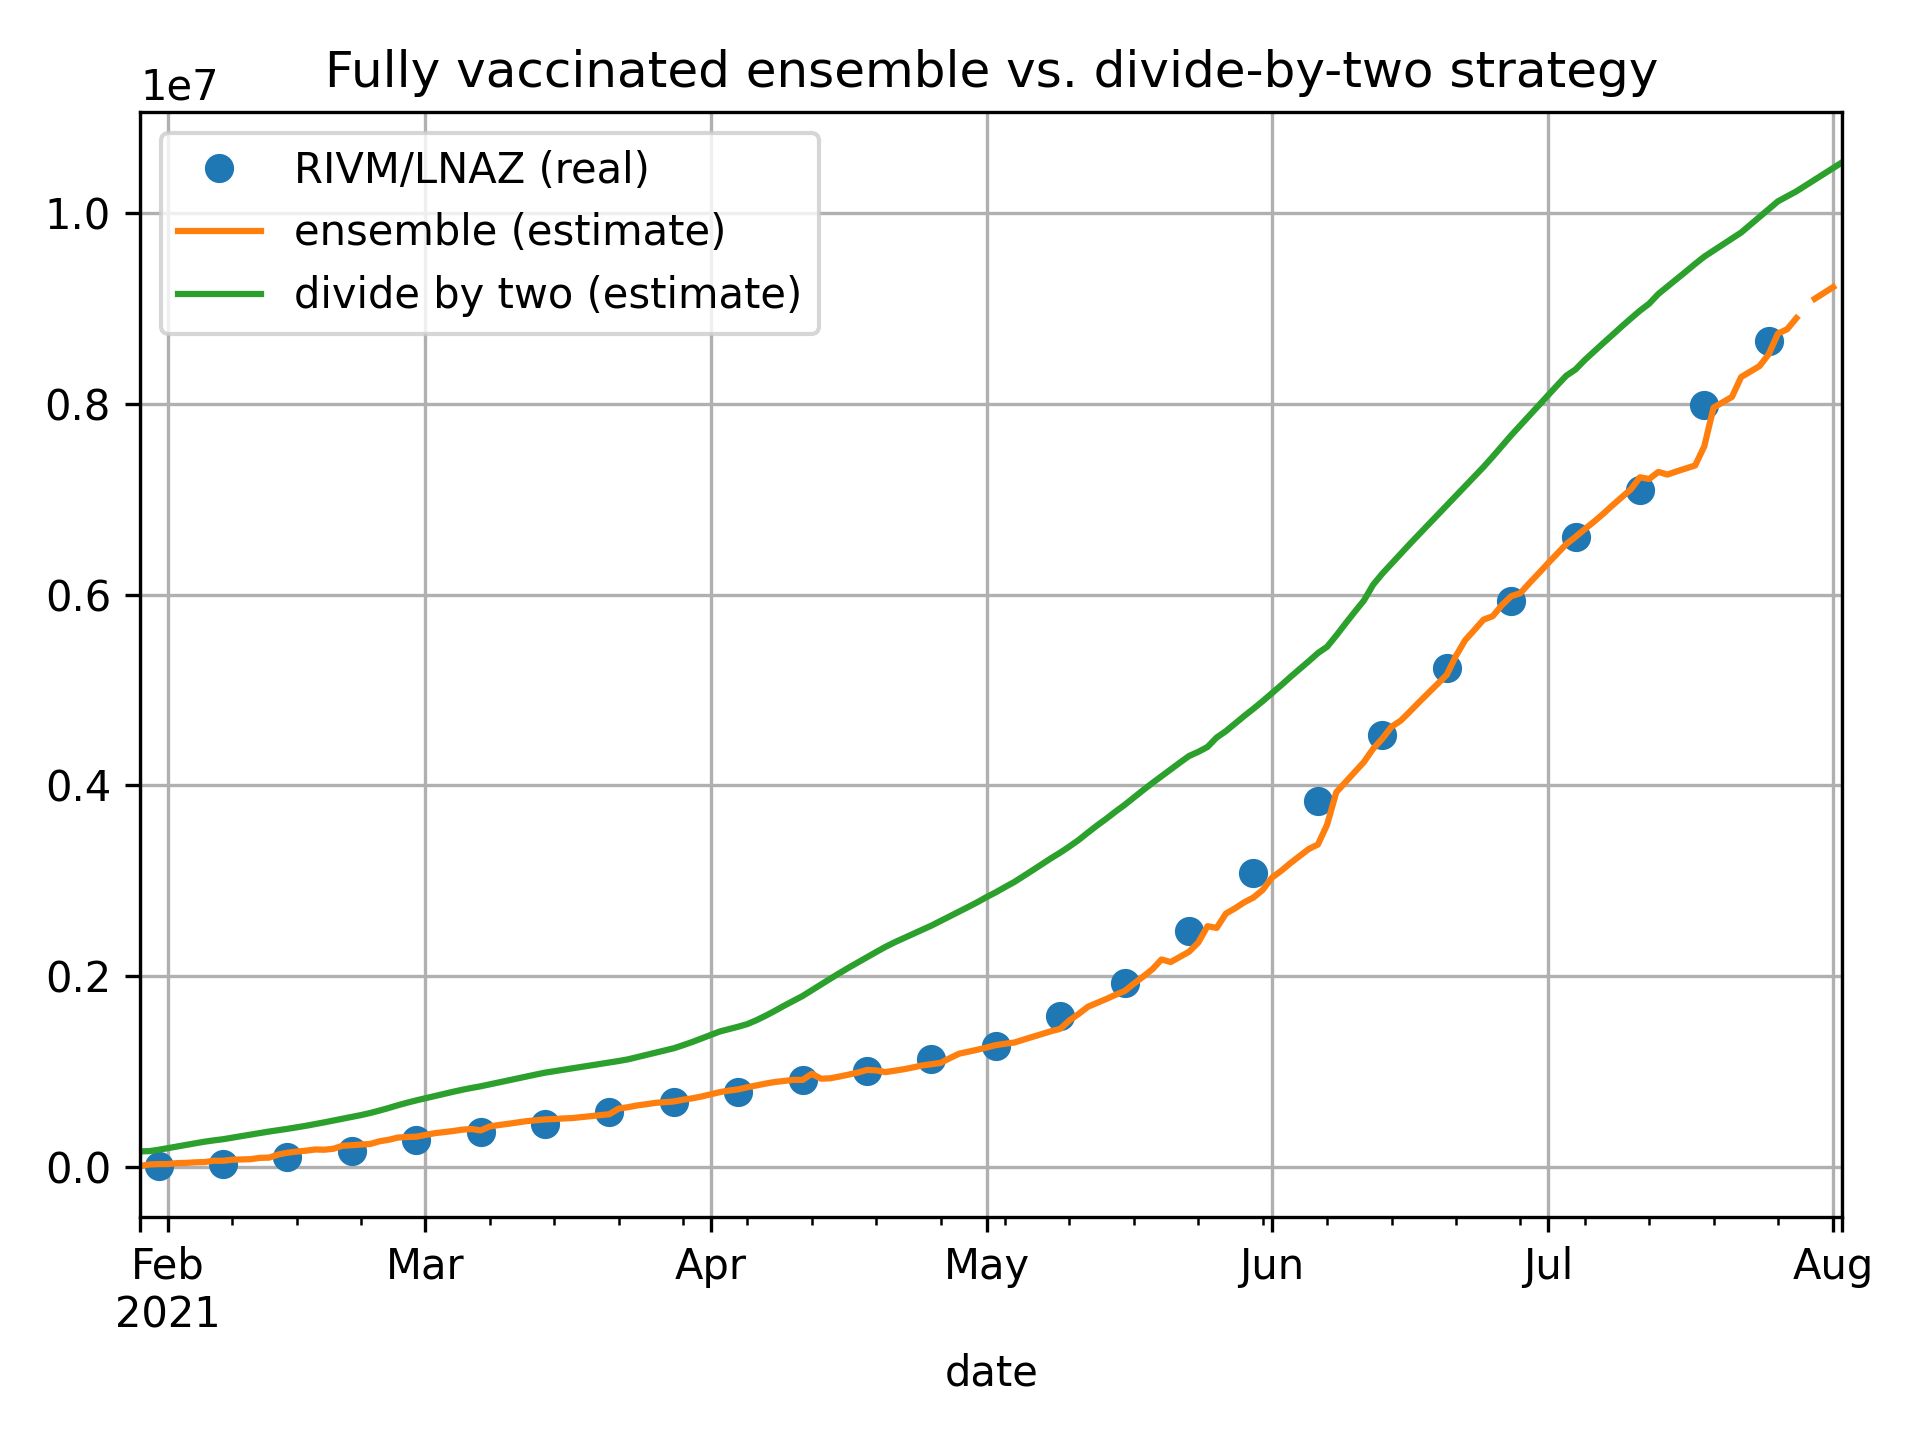 Fully vaccinated ensemble vs. divide-by-two strategy
1e7
RIVM/LNAZ (real)
ensemble (estimate)
divide by two (estimate)
1.0
0.8
0.6
0.4
0.2
0.0
Feb Mar Apr May Jun Jul Aug
2021
date